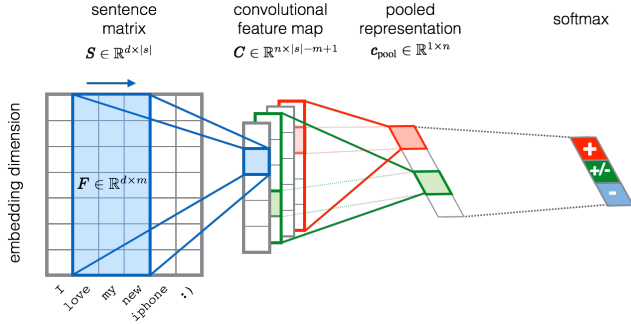 sentence
matrix
S ∈ ℝ^{d×|s|}
convolutional
feature map
C ∈ ℝ^{n×|s|−m+1}
pooled
representation
c_pool ∈ ℝ^{1×n}
softmax
embedding dimension
F ∈ ℝ^{d×m}
+
+/-
-
I
love
my
new
iphone
:)